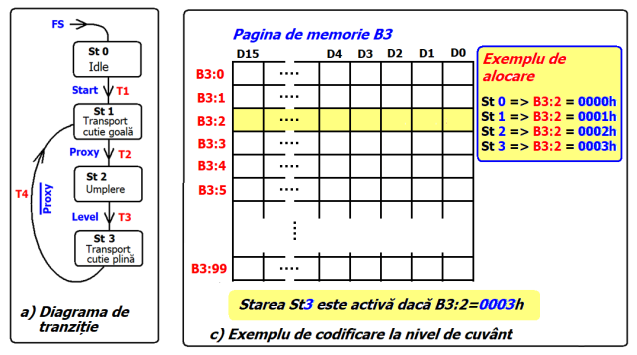 FS
St 0
Idle
Start T1
St 1
Transport
cutie goală
Proxy T2
St 2
Umplere
T4 Proxy
Level T3
St 3
Transport
cutie plină
a) Diagrama de
tranziție
Pagina de memorie B3
D15 D4 D3 D2 D1 D0
B3:0
B3:1
B3:2
B3:3
B3:4
B3:5
B3:99
Exemplu de
alocare
St 0 => B3:2 = 0000h
St 1 => B3:2 = 0001h
St 2 => B3:2 = 0002h
St 3 => B3:2 = 0003h
Starea St3 este activă dacă B3:2=0003h
c) Exemplu de codificare la nivel de cuvânt